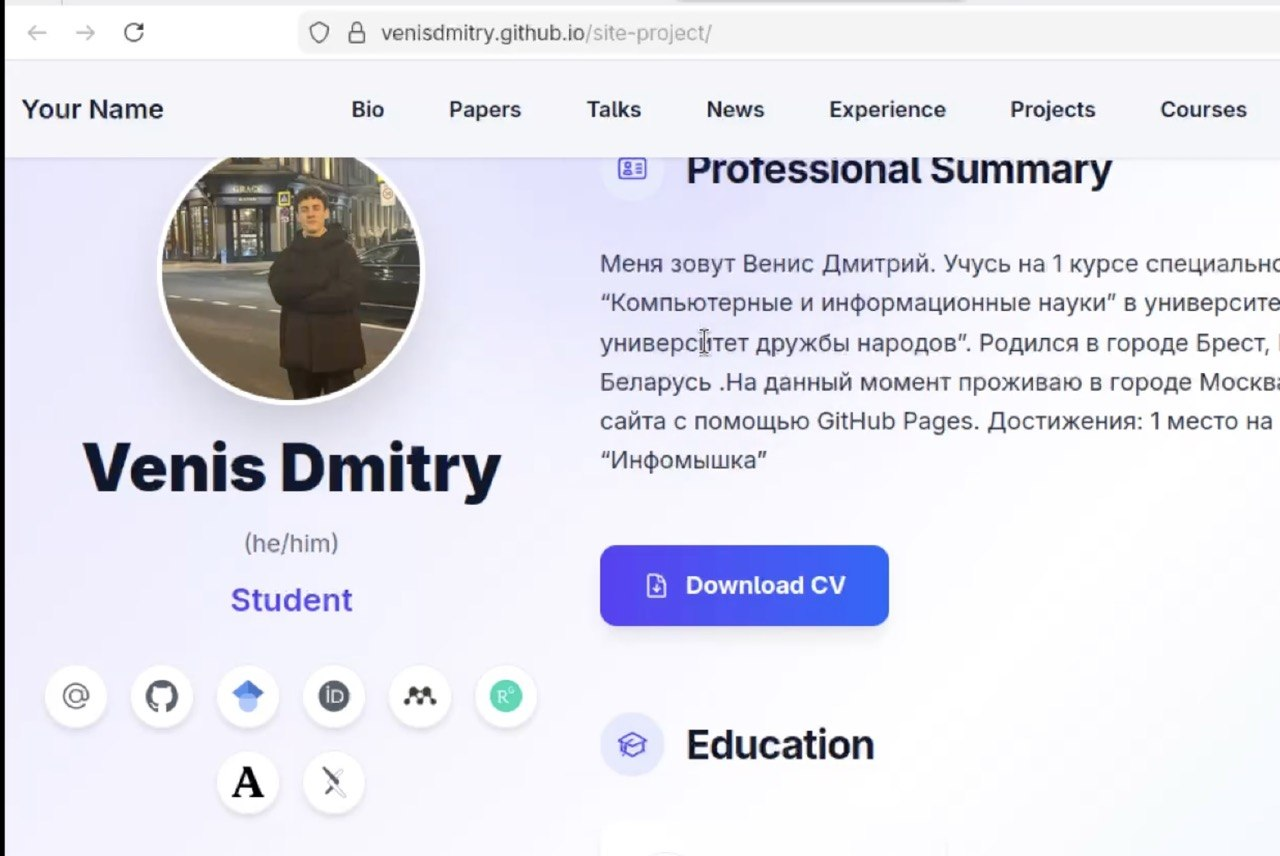 venisdmitry.github.io/site-project/
Your Name
Bio
Papers
Talks
News
Experience
Projects
Courses
GRACE
Venis Dmitry
(he/him)
Student
@
iD
RG
A
Professional Summary
Меня зовут Венис Дмитрий. Учусь на 1 курсе специально
“Компьютерные и информационные науки” в университе
университет дружбы народов”. Родился в городе Брест,
Беларусь .На данный момент проживаю в городе Москва
сайта с помощью GitHub Pages. Достижения: 1 место на
“Инфомышка”
Download CV
Education